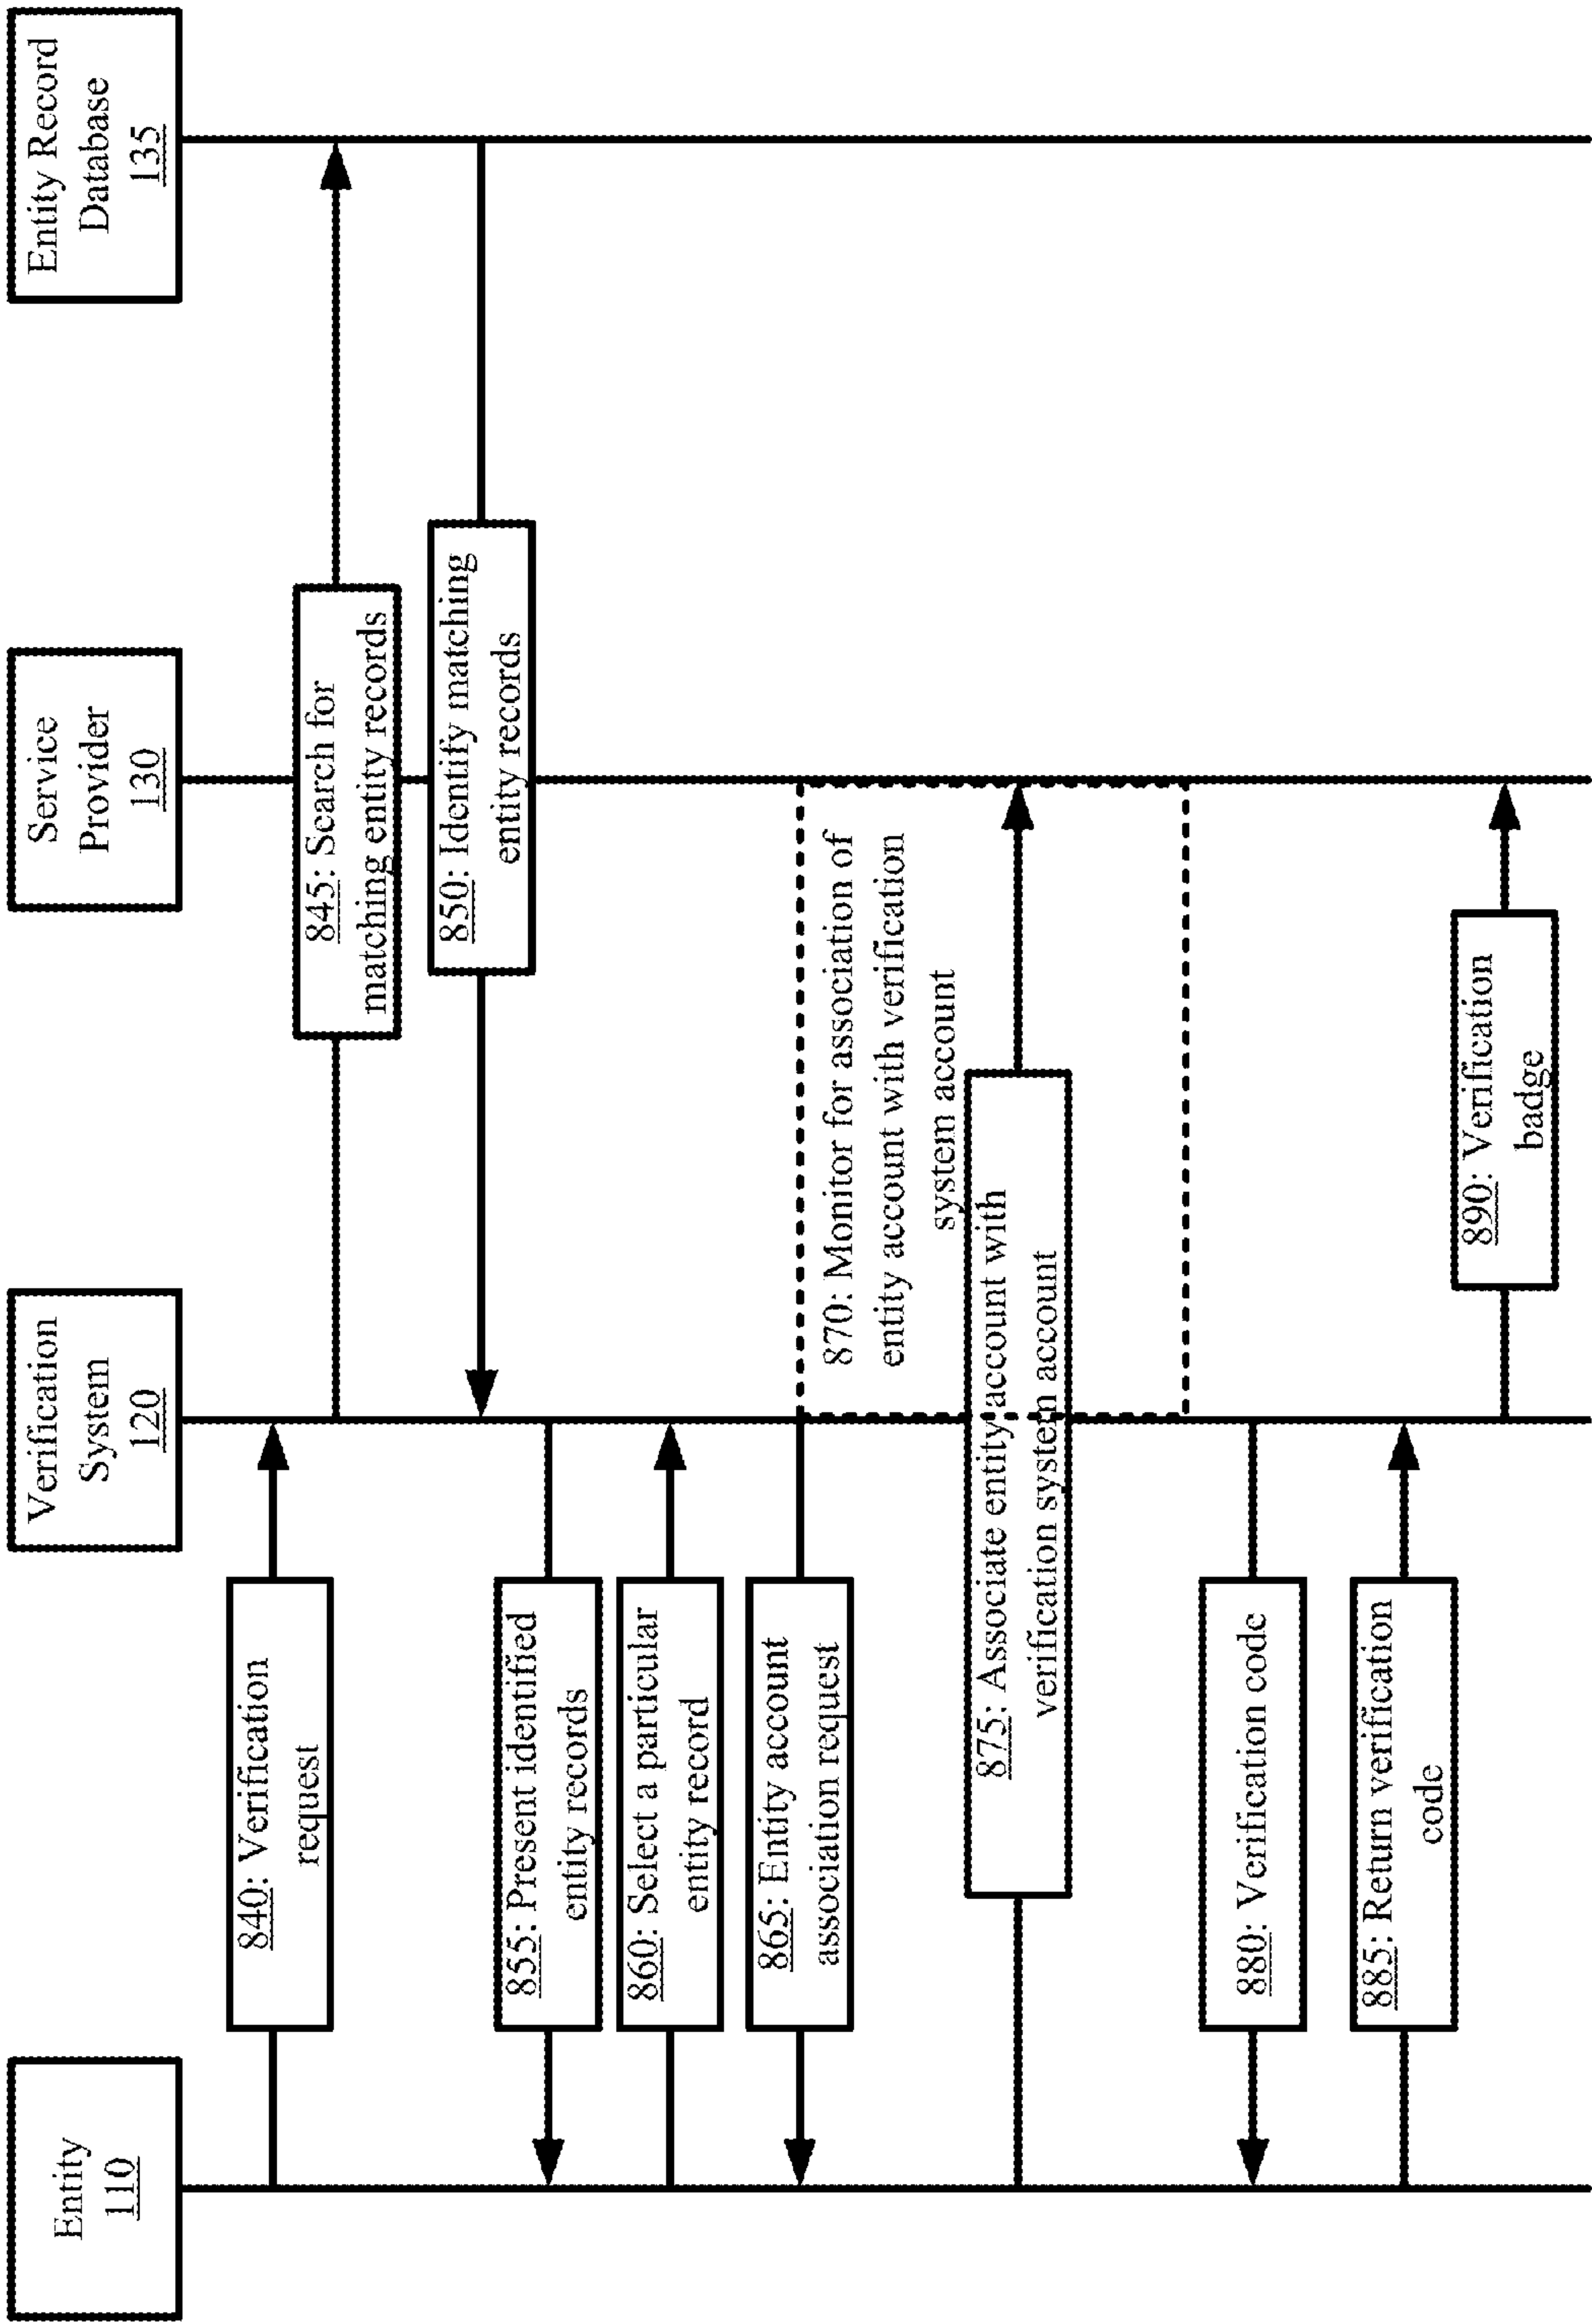 Entity
110
Verification
System
120
Service
Provider
130
Entity Record
Database
135
840: Verification
request
845: Search for
matching entity records
850: Identify matching
entity records
855: Present identified
entity records
860: Select a particular
entity record
865: Entity account
association request
870: Monitor for association of
entity account with verification
system account
875: Associate entity account with
verification system account
880: Verification code
885: Return verification
code
890: Verification
badge